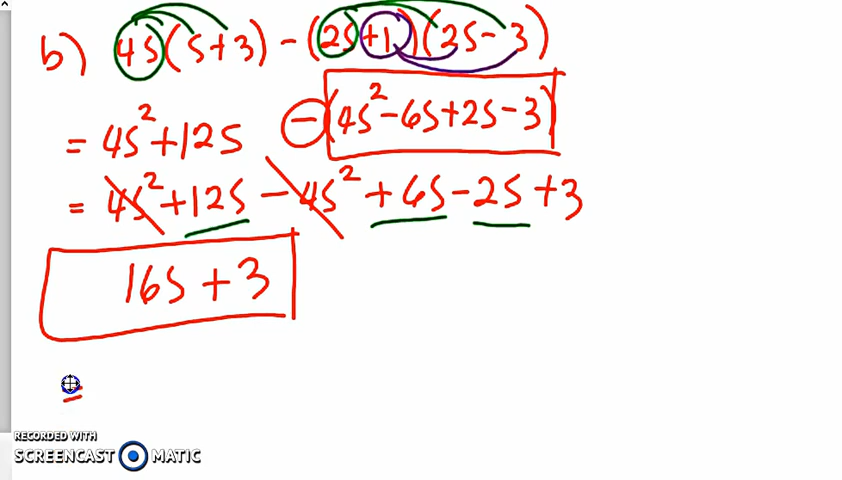 b) 4s(s+3) - (2s+1)(2s-3)
= 4s²+12s - (4s²-6s+2s-3)
= 4s²+12s - 4s²+6s-2s+3
16s+3
=
RECORDED WITH
SCREENCAST MATIC